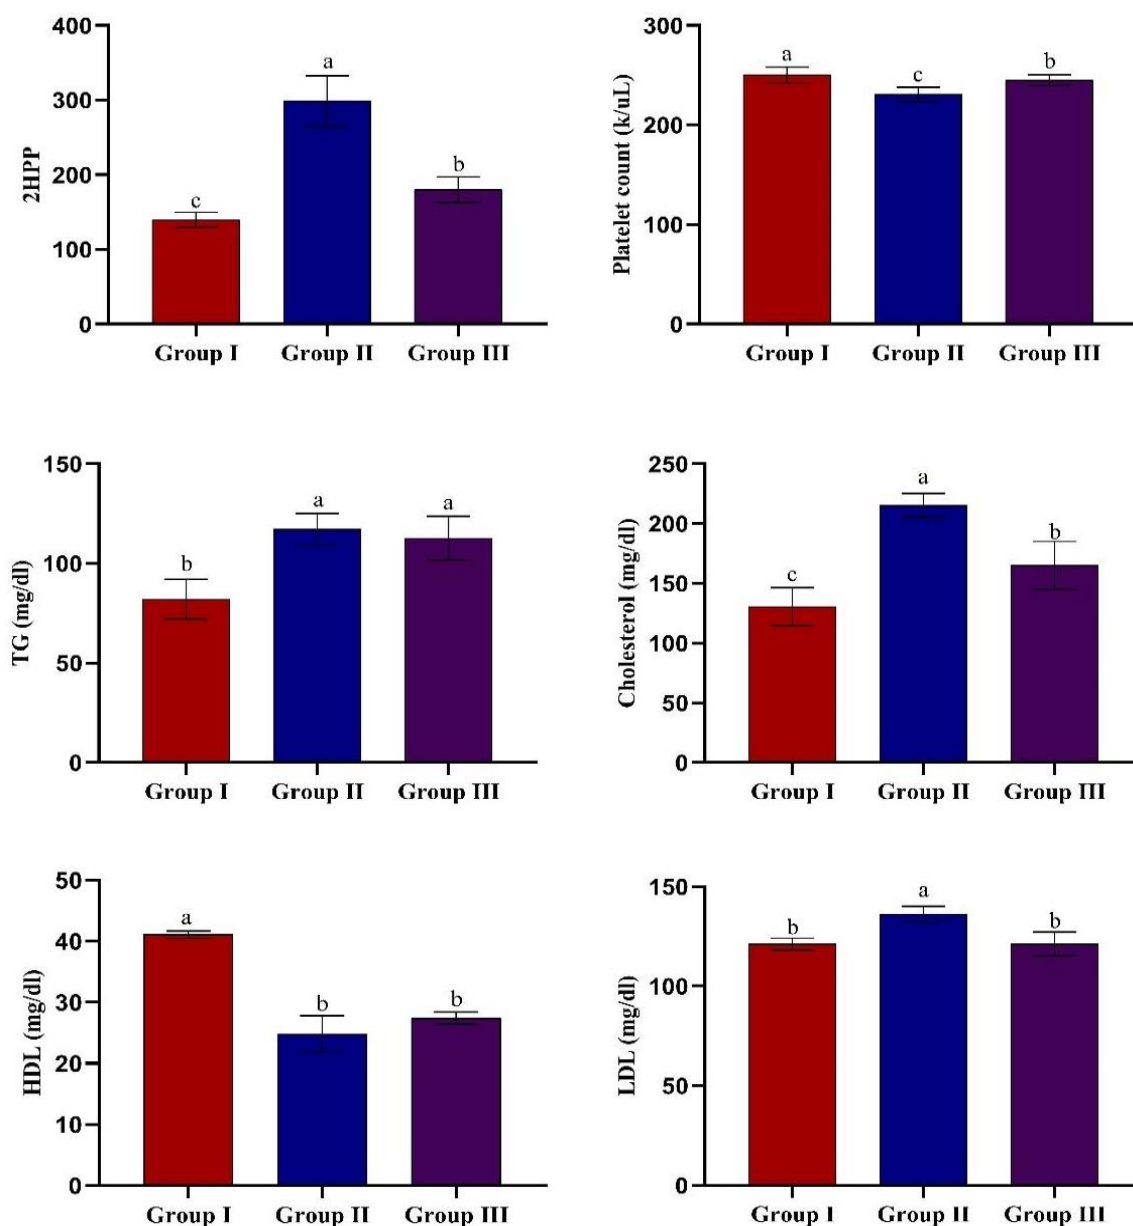 2HPP
400
300
200
100
0
a
b
c
Group I Group II Group III
Platelet count (k/uL)
300
200
100
0
a
c
b
Group I Group II Group III
TG (mg/dl)
150
100
50
0
b
a
a
Group I Group II Group III
Cholesterol (mg/dl)
250
200
150
100
50
0
c
a
b
Group I Group II Group III
HDL (mg/dl)
50
40
30
20
10
0
a
b
b
Group I Group II Group III
LDL (mg/dl)
150
100
50
0
b
a
b
Group I Group II Group III